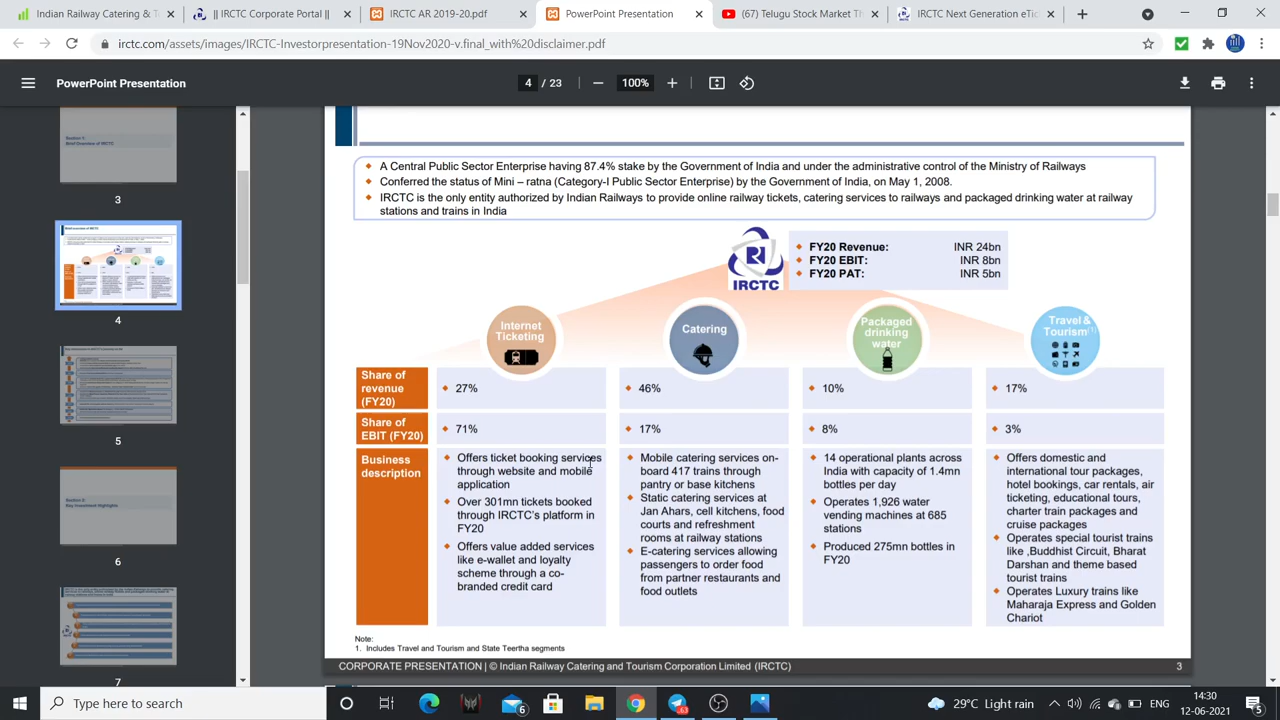 Indian Railway Catering & T
IRCTC Corporate Portal
IRCTC AR 2019-20.pdf
PowerPoint Presentation
(67) Telugu Stock Market Th
IRCTC Next Generation eTic
irctc.com/assets/images/IRCTC-Investorpresentation-19Nov2020-v.final_with%20disclaimer.pdf
PowerPoint Presentation
4 / 23
100%
Section 1:
Brief Overview of IRCTC
3
4
5
6
7
◆ A Central Public Sector Enterprise having 87.4% stake by the Government of India and under the administrative control of the Ministry of Railways
◆ Conferred the status of Mini – ratna (Category-I Public Sector Enterprise) by the Government of India, on May 1, 2008.
◆ IRCTC is the only entity authorized by Indian Railways to provide online railway tickets, catering services to railways and packaged drinking water at railway
stations and trains in India
IRCTC
◆ FY20 Revenue: INR 24bn
◆ FY20 EBIT: INR 8bn
◆ FY20 PAT: INR 5bn
Internet
Ticketing
Catering
Packaged
drinking
water
Travel &
Tourism(1)
Share of
revenue
(FY20)
◆ 27%
◆ 46%
◆ 10%
◆ 17%
Share of
EBIT (FY20)
◆ 71%
◆ 17%
◆ 8%
◆ 3%
Business
description
◆ Offers ticket booking services
through website and mobile
application
◆ Over 301mn tickets booked
through IRCTC's platform in
FY20
◆ Offers value added services
like e-wallet and loyalty
scheme through a co-
branded credit card
◆ Mobile catering services on-
board 417 trains through
pantry or base kitchens
◆ Static catering services at
Jan Ahars, cell kitchens, food
courts and refreshment
rooms at railway stations
◆ E-catering services allowing
passengers to order food
from partner restaurants and
food outlets
◆ 14 operational plants across
India with capacity of 1.4mn
bottles per day
◆ Operates 1,926 water
vending machines at 685
stations
◆ Produced 275mn bottles in
FY20
◆ Offers domestic and
international tour packages,
hotel bookings, car rentals, air
ticketing, educational tours,
charter train packages and
cruise packages
◆ Operates special tourist trains
like ,Buddhist Circuit, Bharat
Darshan and theme based
tourist trains
◆ Operates Luxury trains like
Maharaja Express and Golden
Chariot
Note:
1. Includes Travel and Tourism and State Teertha segments
CORPORATE PRESENTATION | © Indian Railway Catering and Tourism Corporation Limited (IRCTC)
3
Type here to search
29°C Light rain
ENG
14:30
12-06-2021